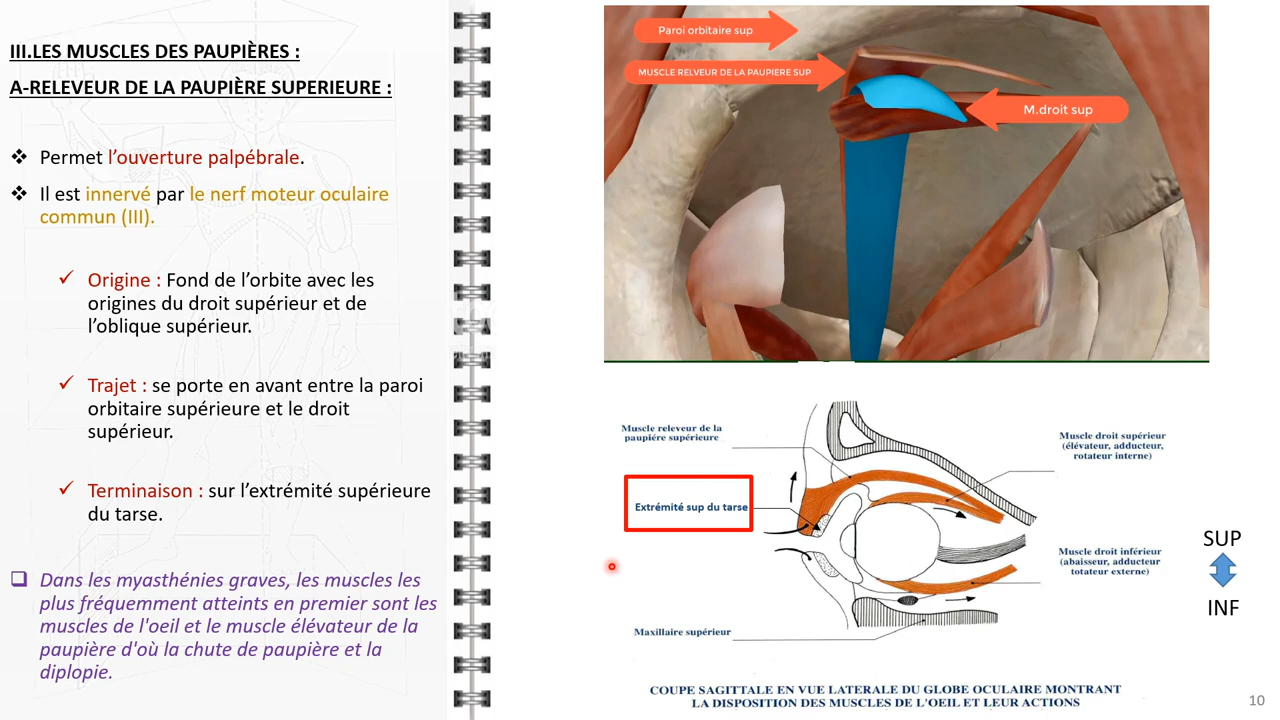 III.LES MUSCLES DES PAUPIÈRES :
A-RELEVEUR DE LA PAUPIÈRE SUPERIEURE :
❖ Permet l'ouverture palpébrale.
❖ Il est innervé par le nerf moteur oculaire
commun (III).
✓ Origine : Fond de l'orbite avec les
origines du droit supérieur et de
l'oblique supérieur.
✓ Trajet : se porte en avant entre la paroi
orbitaire supérieure et le droit
supérieur.
✓ Terminaison : sur l'extrémité supérieure
du tarse.
❑ Dans les myasthénies graves, les muscles les
plus fréquemment atteints en premier sont les
muscles de l'oeil et le muscle élévateur de la
paupière d'où la chute de paupière et la
diplopie.
Paroi orbitaire sup
MUSCLE RELVEUR DE LA PAUPIERE SUP
M.droit sup
Muscle releveur de la
paupiére supérieure
Muscle droit supérieur
(élévateur, adducteur,
rotateur interne)
Extrémité sup du tarse
Muscle droit inférieur
(abaisseur, adducteur
totateur externe)
Maxillaire supérieur
SUP
INF
COUPE SAGITTALE EN VUE LATERALE DU GLOBE OCULAIRE MONTRANT
LA DISPOSITION DES MUSCLES DE L'OEIL ET LEUR ACTIONS
10